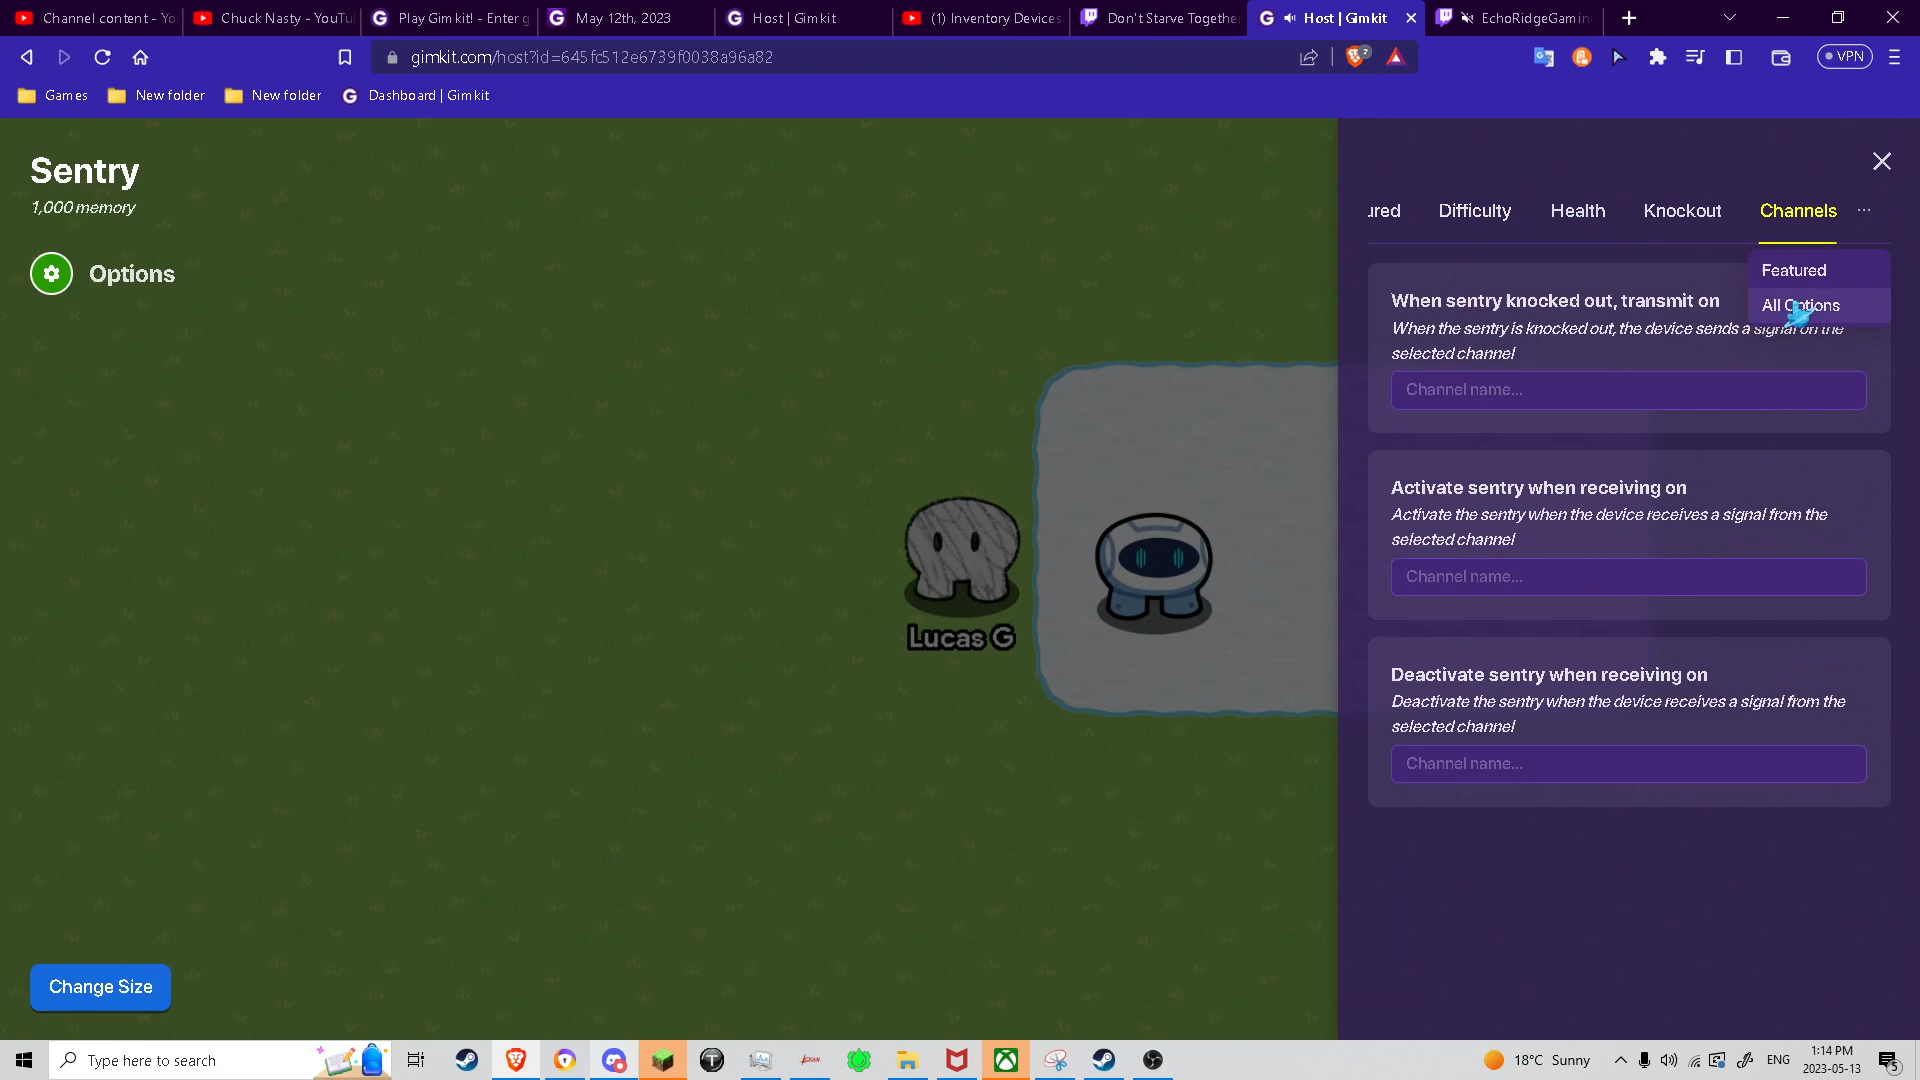 Channel content - Yo
Chuck Nasty - YouTu
Play Gimkit! - Enter g
May 12th, 2023
Host | Gimkit
(1) Inventory Devices
Don't Starve Together
Host | Gimkit
EchoRidgeGamin
gimkit.com/host?id=645fc512e6739f0038a96a82
2
VPN
Games
New folder
New folder
Dashboard | Gimkit
Sentry
1,000 memory
Options
ured
Difficulty
Health
Knockout
Channels
...
Featured
All Options
When sentry knocked out, transmit on
When the sentry is knocked out, the device sends a signal on the
selected channel
Channel name...
Activate sentry when receiving on
Activate the sentry when the device receives a signal from the
selected channel
Channel name...
Deactivate sentry when receiving on
Deactivate the sentry when the device receives a signal from the
selected channel
Channel name...
Lucas G
Change Size
Type here to search
18°C Sunny
ENG
1:14 PM
2023-05-13
5